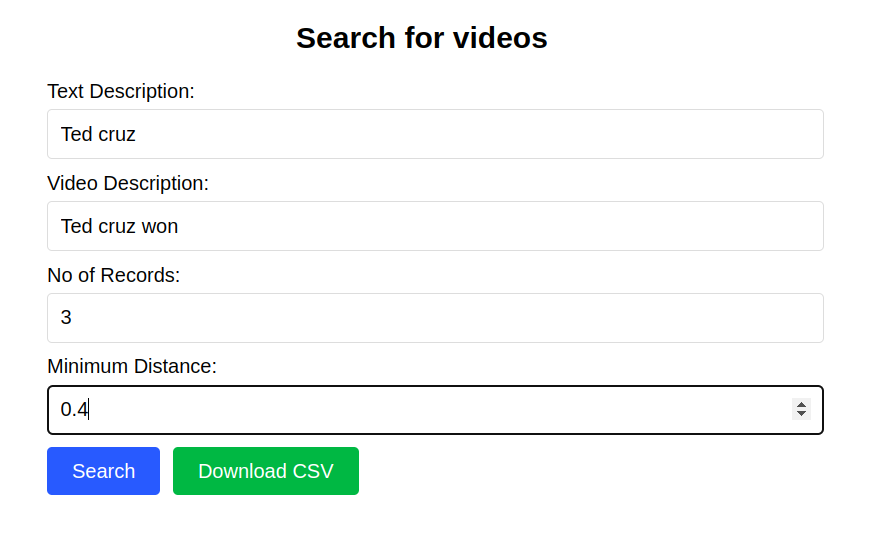 Search for videos
Text Description:
Ted cruz
Video Description:
Ted cruz won
No of Records:
3
Minimum Distance:
0.4
Search Download CSV